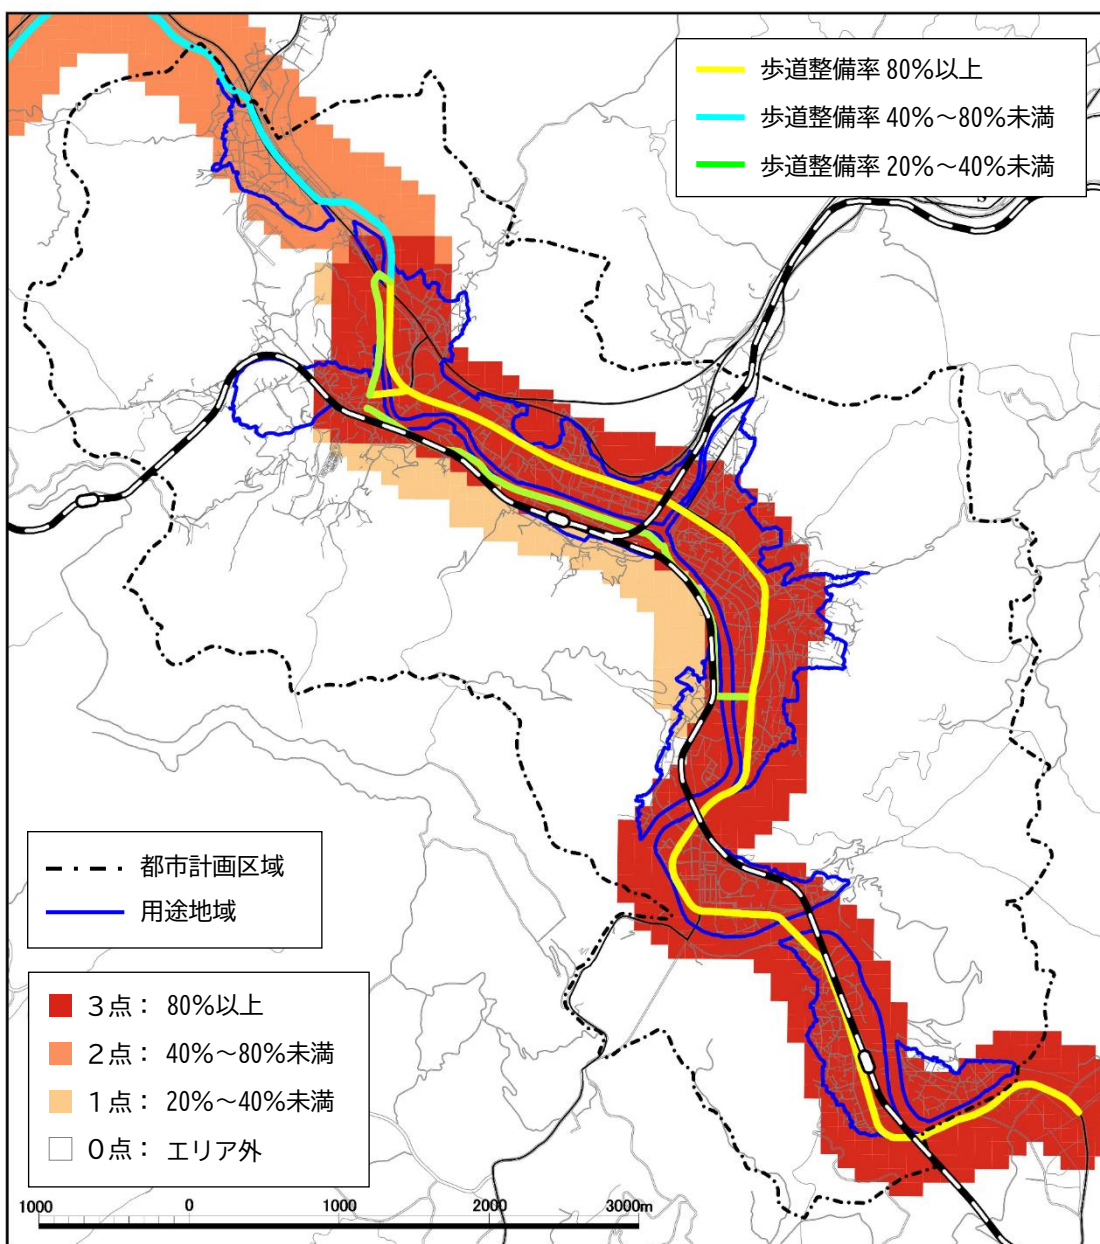 歩道整備率 80%以上
歩道整備率 40%～80%未満
歩道整備率 20%～40%未満
都市計画区域
用途地域
３点： 80%以上
２点： 40%～80%未満
１点： 20%～40%未満
０点： エリア外
1000 0 1000 2000 3000m